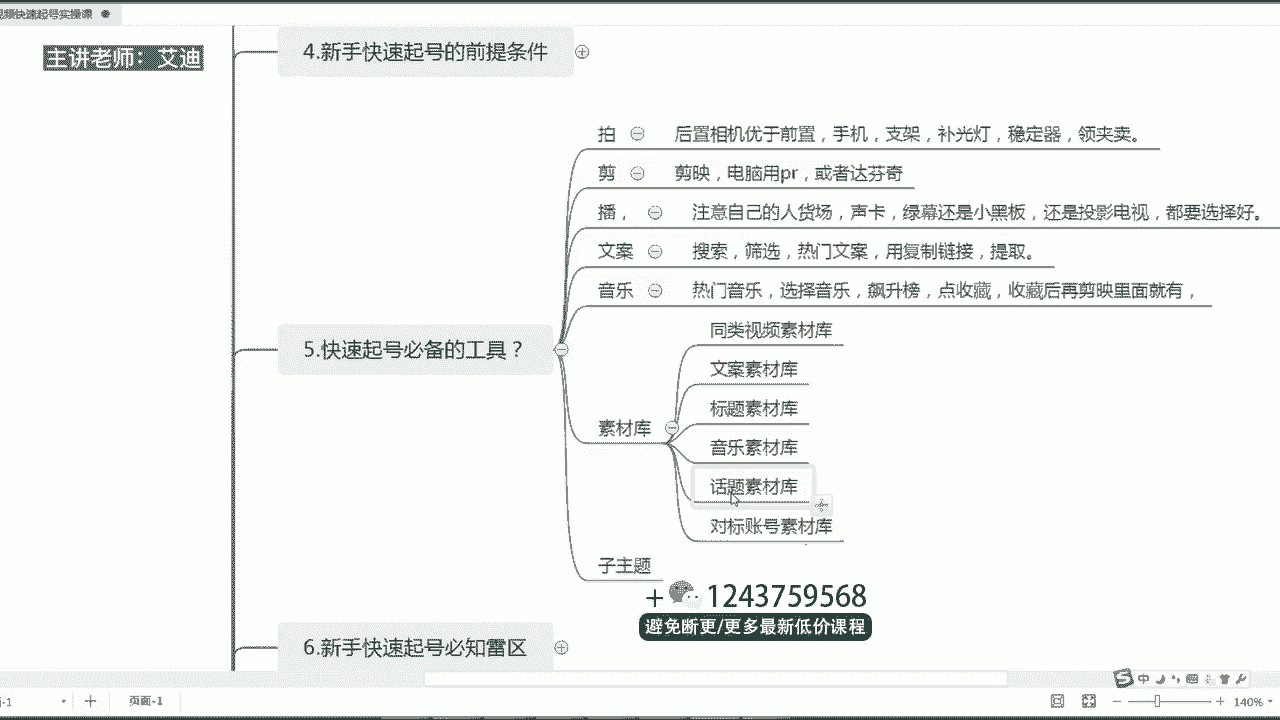 视频快速起号实操课
主讲老师：艾迪
4.新手快速起号的前提条件
拍 后置相机优于前置，手机，支架，补光灯，稳定器，领夹卖。
剪 剪映，电脑用pr，或者达芬奇
播， 注意自己的人货场，声卡，绿幕还是小黑板，还是投影电视，都要选择好。
文案 搜索，筛选，热门文案，用复制链接，提取。
音乐 热门音乐，选择音乐，飙升榜，点收藏，收藏后再剪映里面就有，
5.快速起号必备的工具？
素材库
同类视频素材库
文案素材库
标题素材库
音乐素材库
话题素材库
对标账号素材库
子主题
+ 1243759568
避免断更/更多最新低价课程
6.新手快速起号必知雷区
中
-1
页面-1
140%